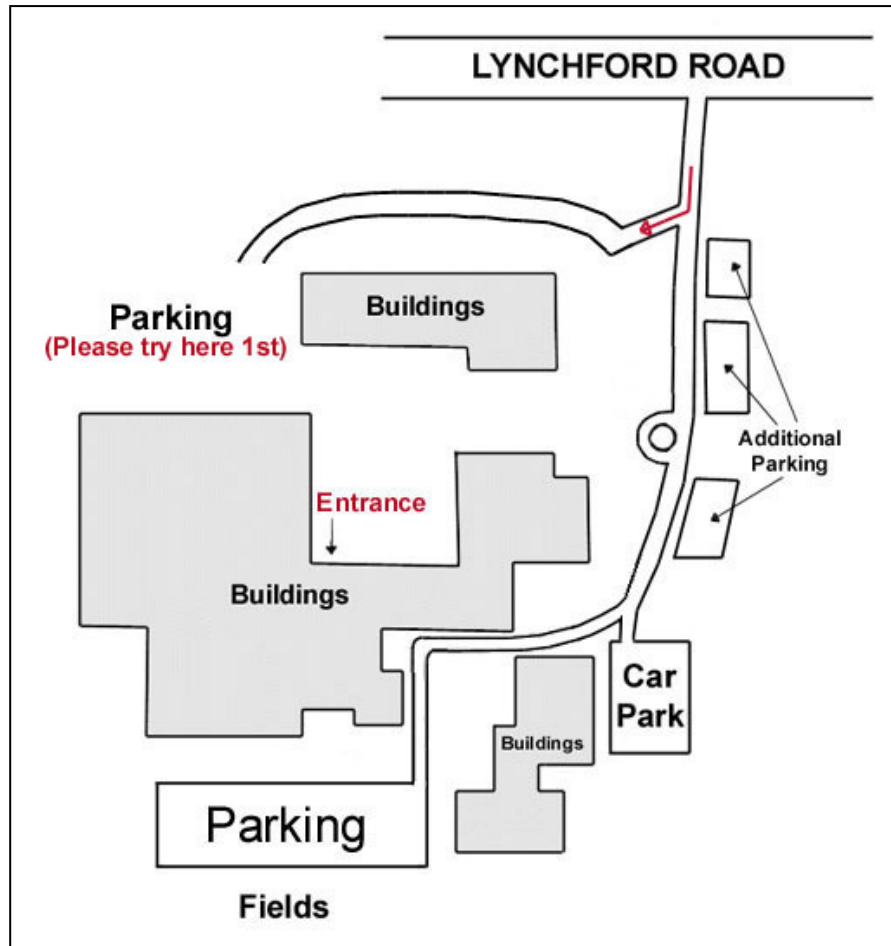 LYNCHFORD ROAD
Buildings
Parking
(Please try here 1st)
Additional
Parking
Entrance
Buildings
Car
Park
Buildings
Parking
Fields